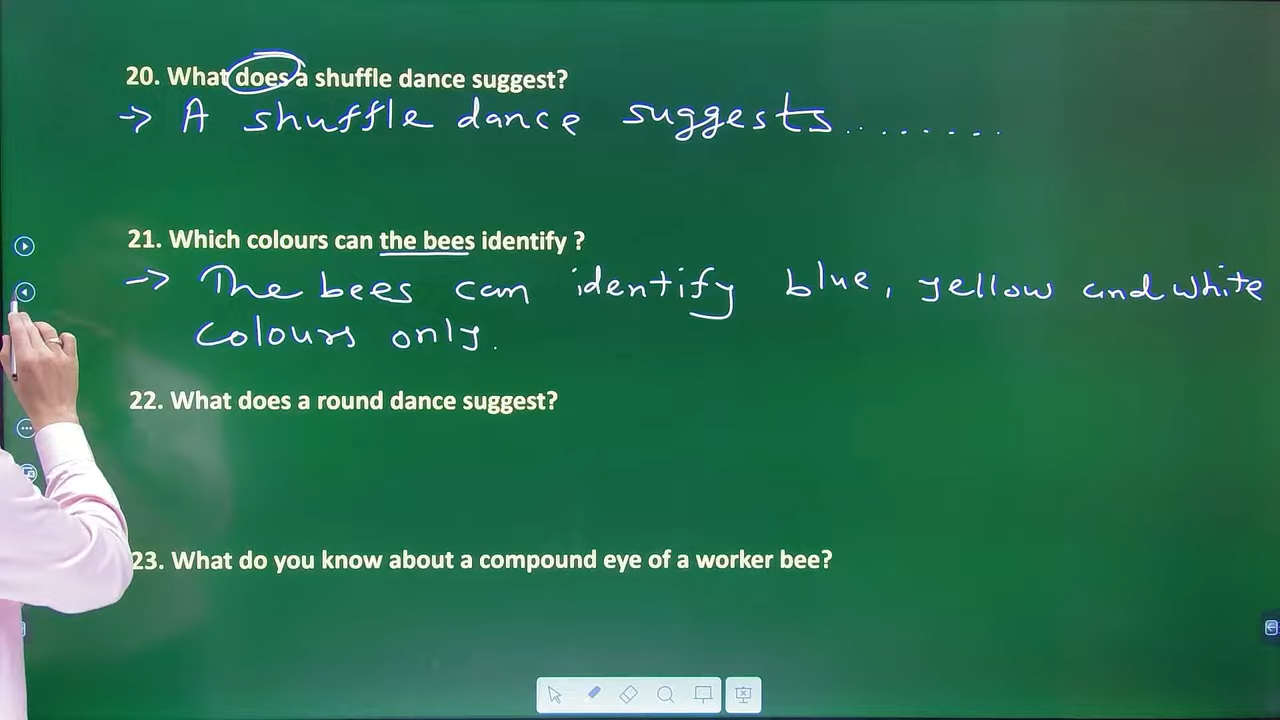 20. What does a shuffle dance suggest?
-> A shuffle dance suggests........
21. Which colours can the bees identify ?
-> The bees can identify blue, yellow and white
colours only.
22. What does a round dance suggest?
23. What do you know about a compound eye of a worker bee?